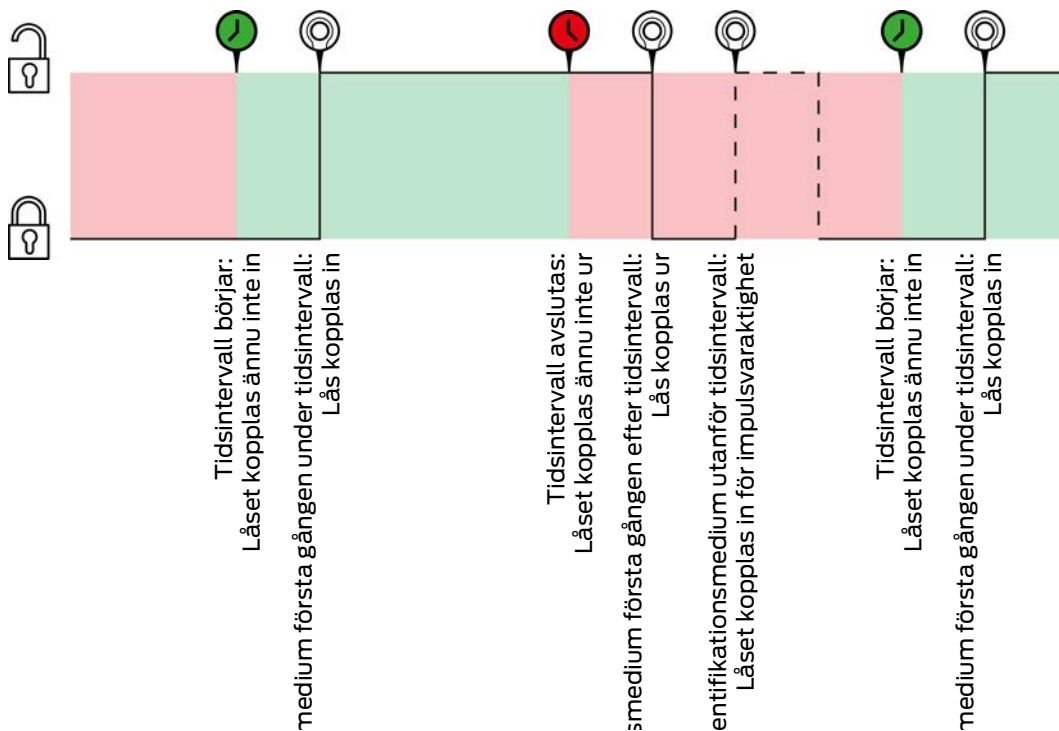 Tidsintervall börjar:
Låset kopplas ännu inte in
medium första gången under tidsintervall:
Lås kopplas in
Tidsintervall avslutas:
Låset kopplas ännu inte ur
smedium första gången efter tidsintervall:
Lås kopplas ur
entifikationsmedium utanför tidsintervall:
Låset kopplas in för impulsvaraktighet
Tidsintervall börjar:
Låset kopplas ännu inte in
medium första gången under tidsintervall:
Lås kopplas in